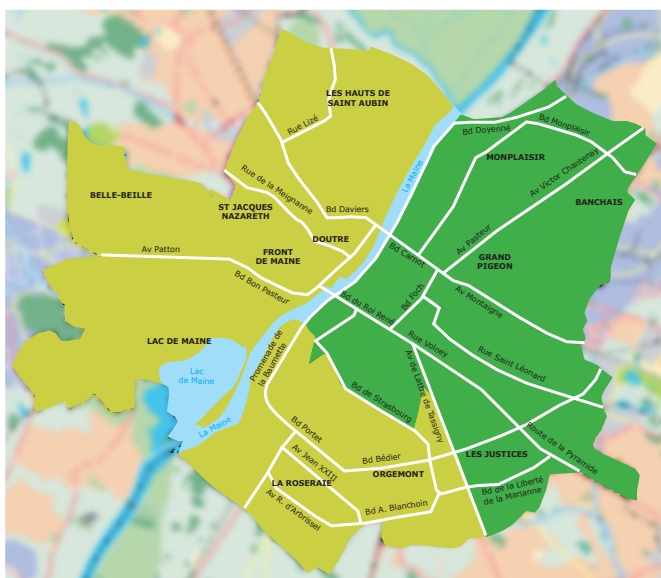 LES HAUTS DE
SAINT AUBIN
Rue Lizé
Bd Doyenné
Bd Monplaisir
MONPLAISIR
Av Victor Chantenay
La Maine
Rue de la Meignanne
BELLE-BEILLE
ST JACQUES
NAZARETH
Bd Daviers
BANCHAIS
DOUTRE
Av Pasteur
Av Patton
FRONT
DE MAINE
Bd Carnot
GRAND
PIGEON
Bd Bon Pasteur
Bd du Roi René
Bd Foch
Av Montaigne
LAC DE MAINE
Promenade de
la Baumette
Rue Volney
Rue Saint Léonard
Lac
de Maine
Av de Lattre de Tassigny
Bd de Strasbourg
La Maine
Bd Portet
Route de la Pyramide
Bd Bédier
LES JUSTICES
Av Jean XXIII
ORGEMONT
LA ROSERAIE
Bd de la Liberté
de la Marianne
Av R. d'Arbrissel
Bd A. Blanchoin